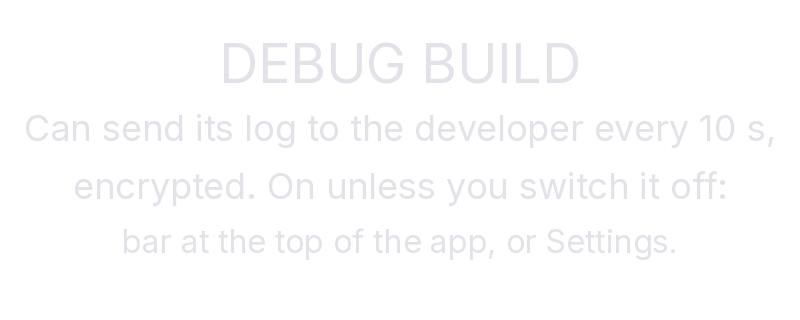 DEBUG BUILD
Can send its log to the developer every 10 s,
encrypted. On unless you switch it off:
bar at the top of the app, or Settings.